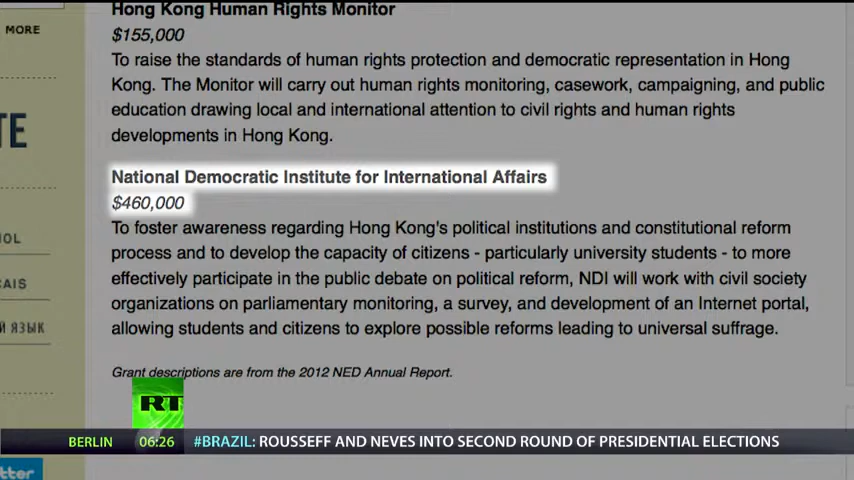 Hong Kong Human Rights Monitor
MORE
$155,000
To raise the standards of human rights protection and democratic representation in Hong
Kong. The Monitor will carry out human rights monitoring, casework, campaigning, and public
education drawing local and international attention to civil rights and human rights
developments in Hong Kong.
TE
National Democratic Institute for International Affairs
$460,000
To foster awareness regarding Hong Kong's political institutions and constitutional reform
ÑOL
process and to develop the capacity of citizens - particularly university students - to more
effectively participate in the public debate on political reform, NDI will work with civil society
ÇAIS
organizations on parliamentary monitoring, a survey, and development of an Internet portal,
Й ЯЗЫК
allowing students and citizens to explore possible reforms leading to universal suffrage.
Grant descriptions are from the 2012 NED Annual Report.
RT
BERLIN 06:26 #BRAZIL: ROUSSEFF AND NEVES INTO SECOND ROUND OF PRESIDENTIAL ELECTIONS
tter